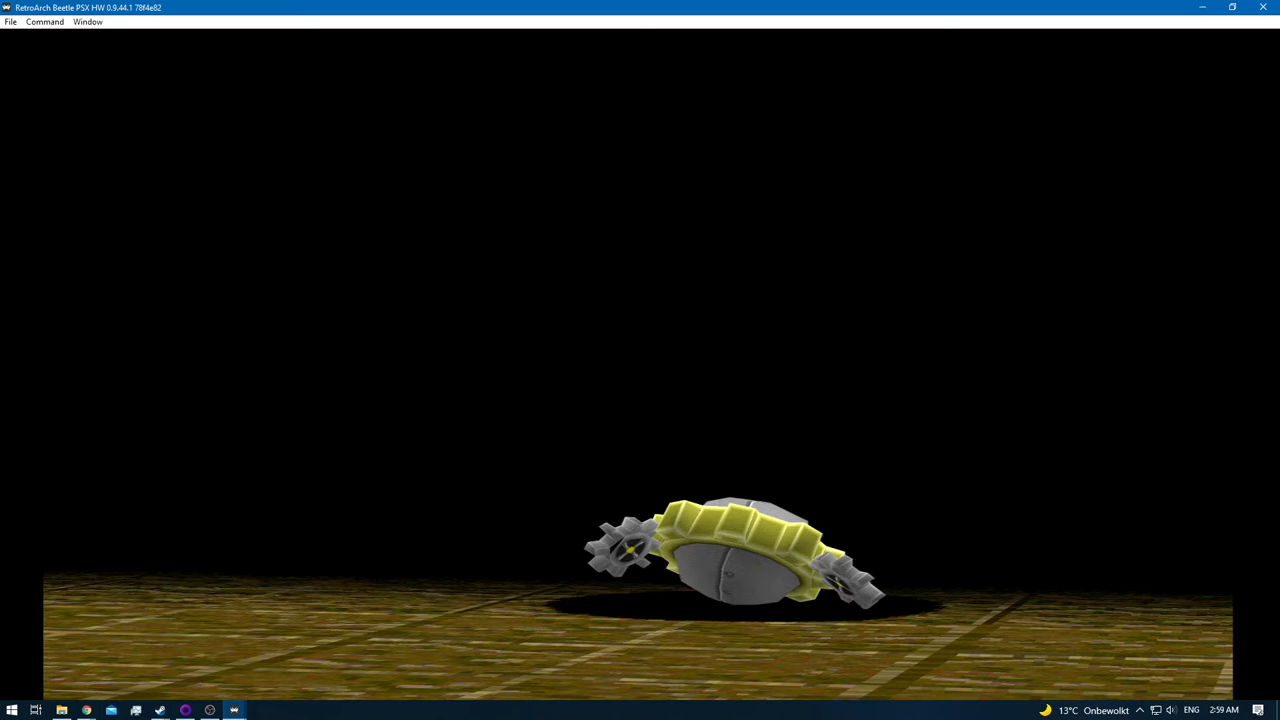 RetroArch Beetle PSX HW 0.9.44.1 78f4e82
File Command Window
13°C Onbewolkt ENG 2:59 AM